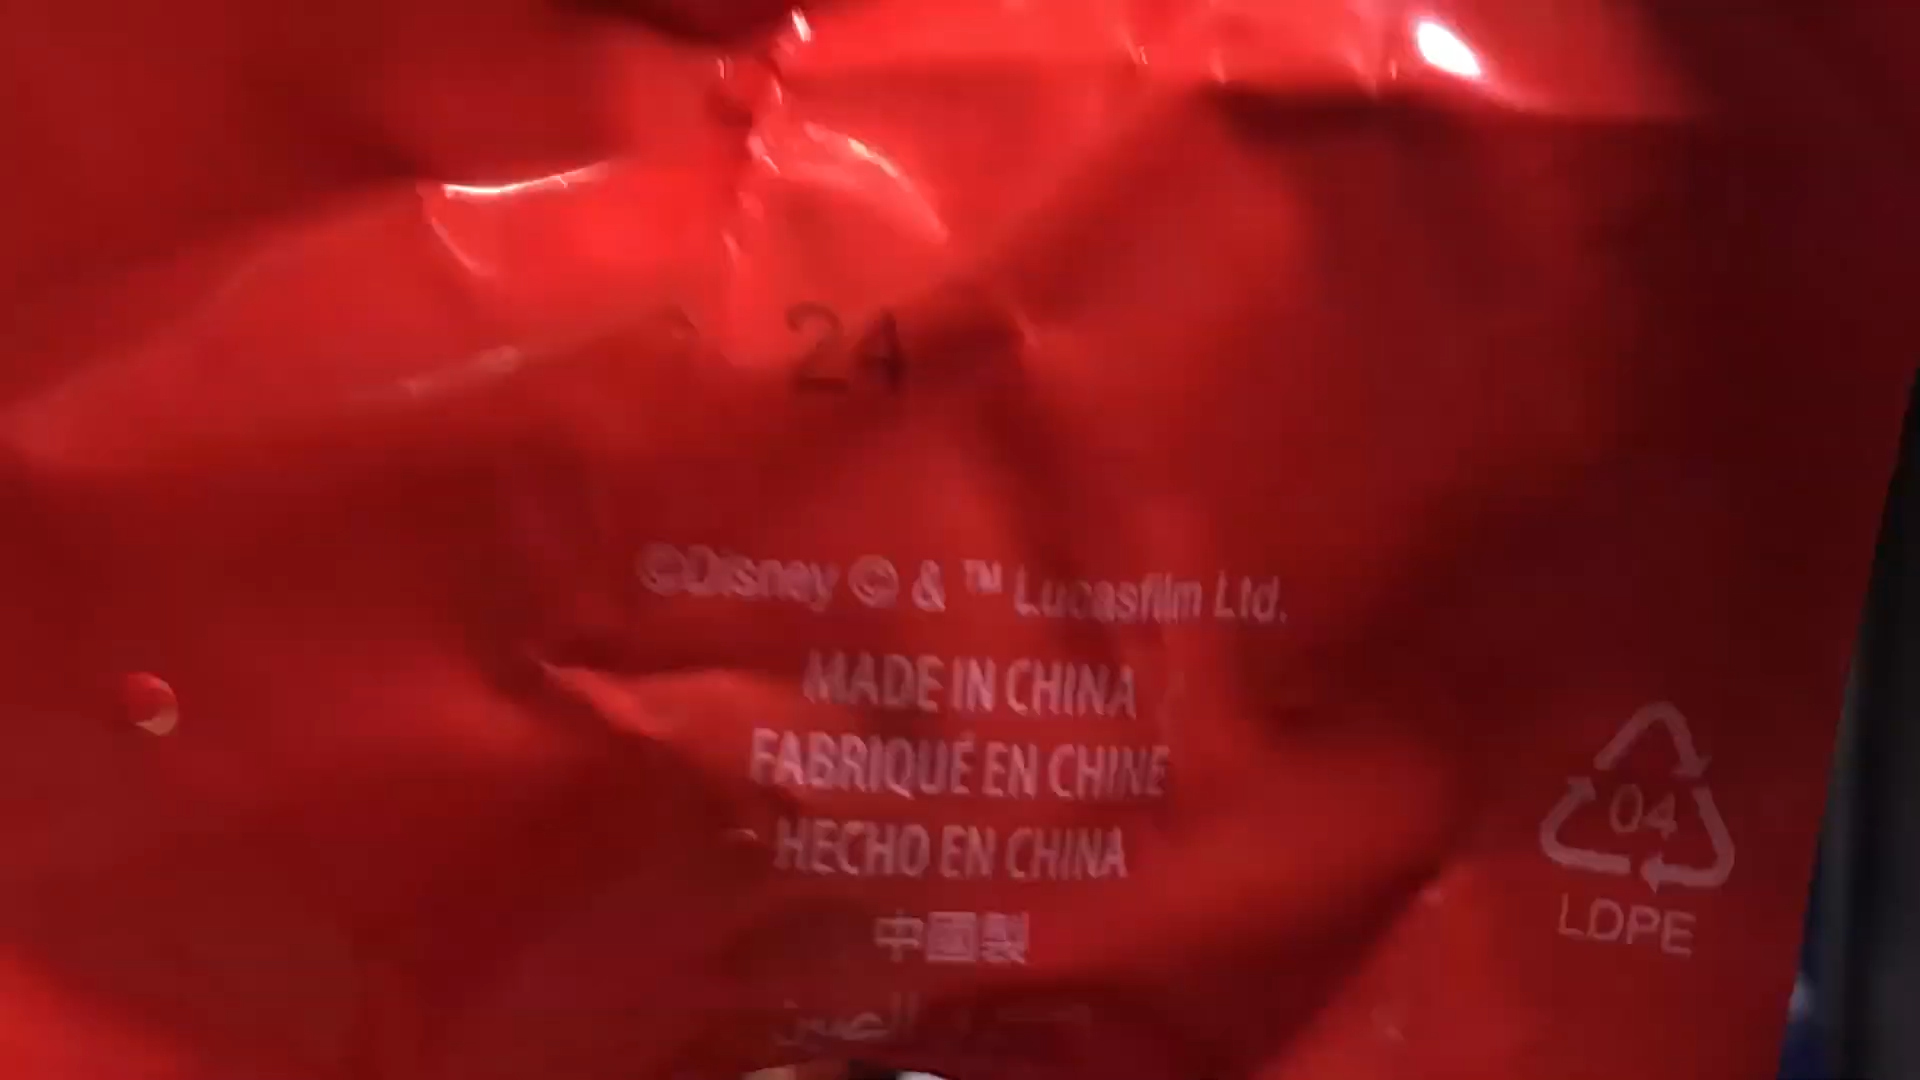 24
©Disney © & ™ Lucasfilm Ltd.
MADE IN CHINA
FABRIQUÉ EN CHINE
HECHO EN CHINA
中國製
الصين
04
LDPE